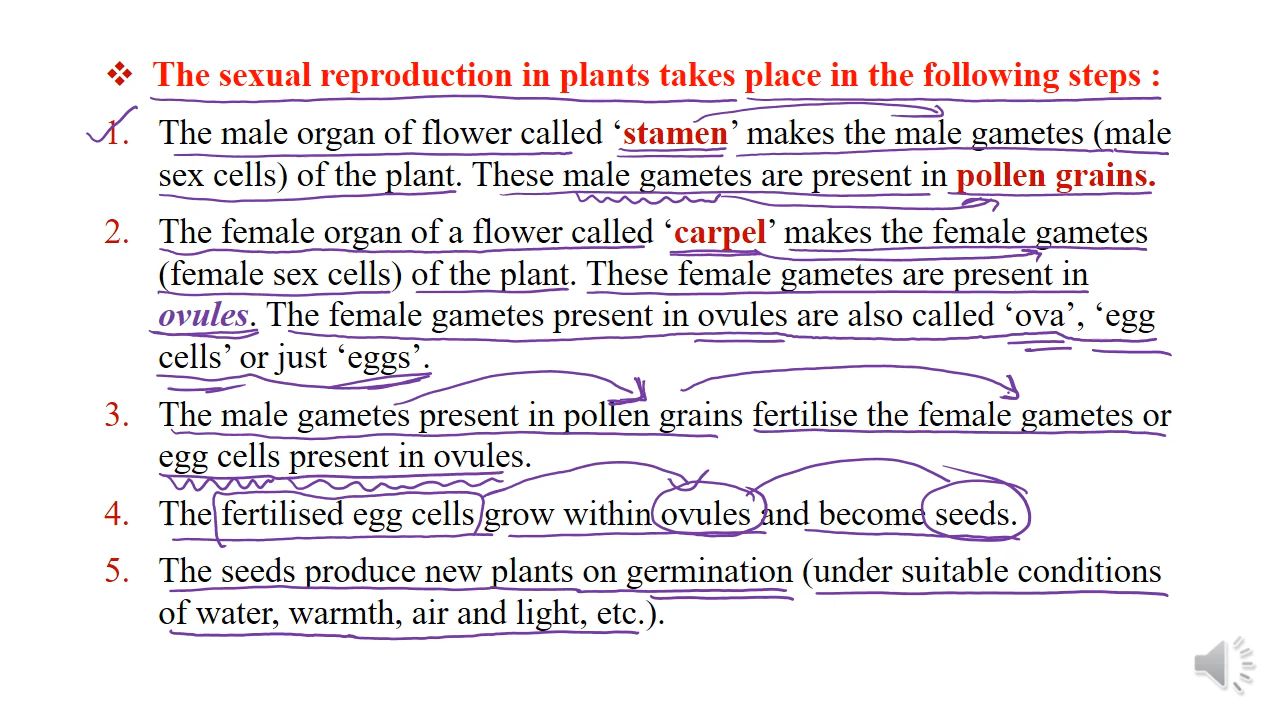 ❖ The sexual reproduction in plants takes place in the following steps :
1. The male organ of flower called ‘stamen’ makes the male gametes (male
sex cells) of the plant. These male gametes are present in pollen grains.
2. The female organ of a flower called ‘carpel’ makes the female gametes
(female sex cells) of the plant. These female gametes are present in
ovules. The female gametes present in ovules are also called ‘ova’, ‘egg
cells’ or just ‘eggs’.
3. The male gametes present in pollen grains fertilise the female gametes or
egg cells present in ovules.
4. The fertilised egg cells grow within ovules and become seeds.
5. The seeds produce new plants on germination (under suitable conditions
of water, warmth, air and light, etc.).